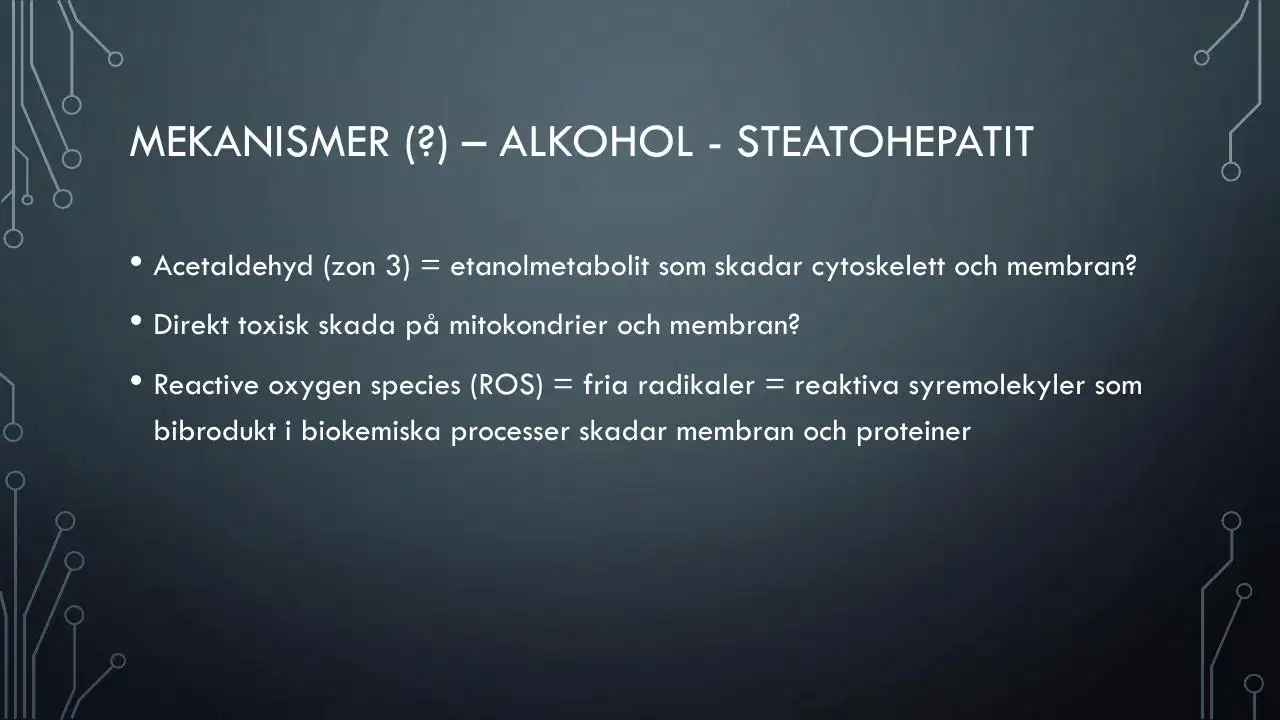 MEKANISMER (?) – ALKOHOL - STEATOHEPATIT
• Acetaldehyd (zon 3) = etanolmetabolit som skadar cytoskelett och membran?
• Direkt toxisk skada på mitokondrier och membran?
• Reactive oxygen species (ROS) = fria radikaler = reaktiva syremolekyler som
bibrodukt i biokemiska processer skadar membran och proteiner